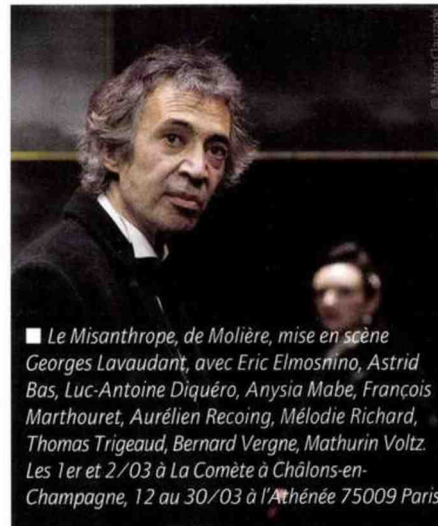 ■ Le Misanthrope, de Molière, mise en scène
Georges Lavaudant, avec Eric Elmosnino, Astrid
Bas, Luc-Antoine Diquéro, Anysia Mabe, François
Marthouret, Aurélien Recoing, Mélodie Richard,
Thomas Trigeaud, Bernard Vergne, Mathurin Voltz.
Les 1er et 2/03 à La Comète à Châlons-en-
Champagne, 12 au 30/03 à l'Athénée 75009 Paris